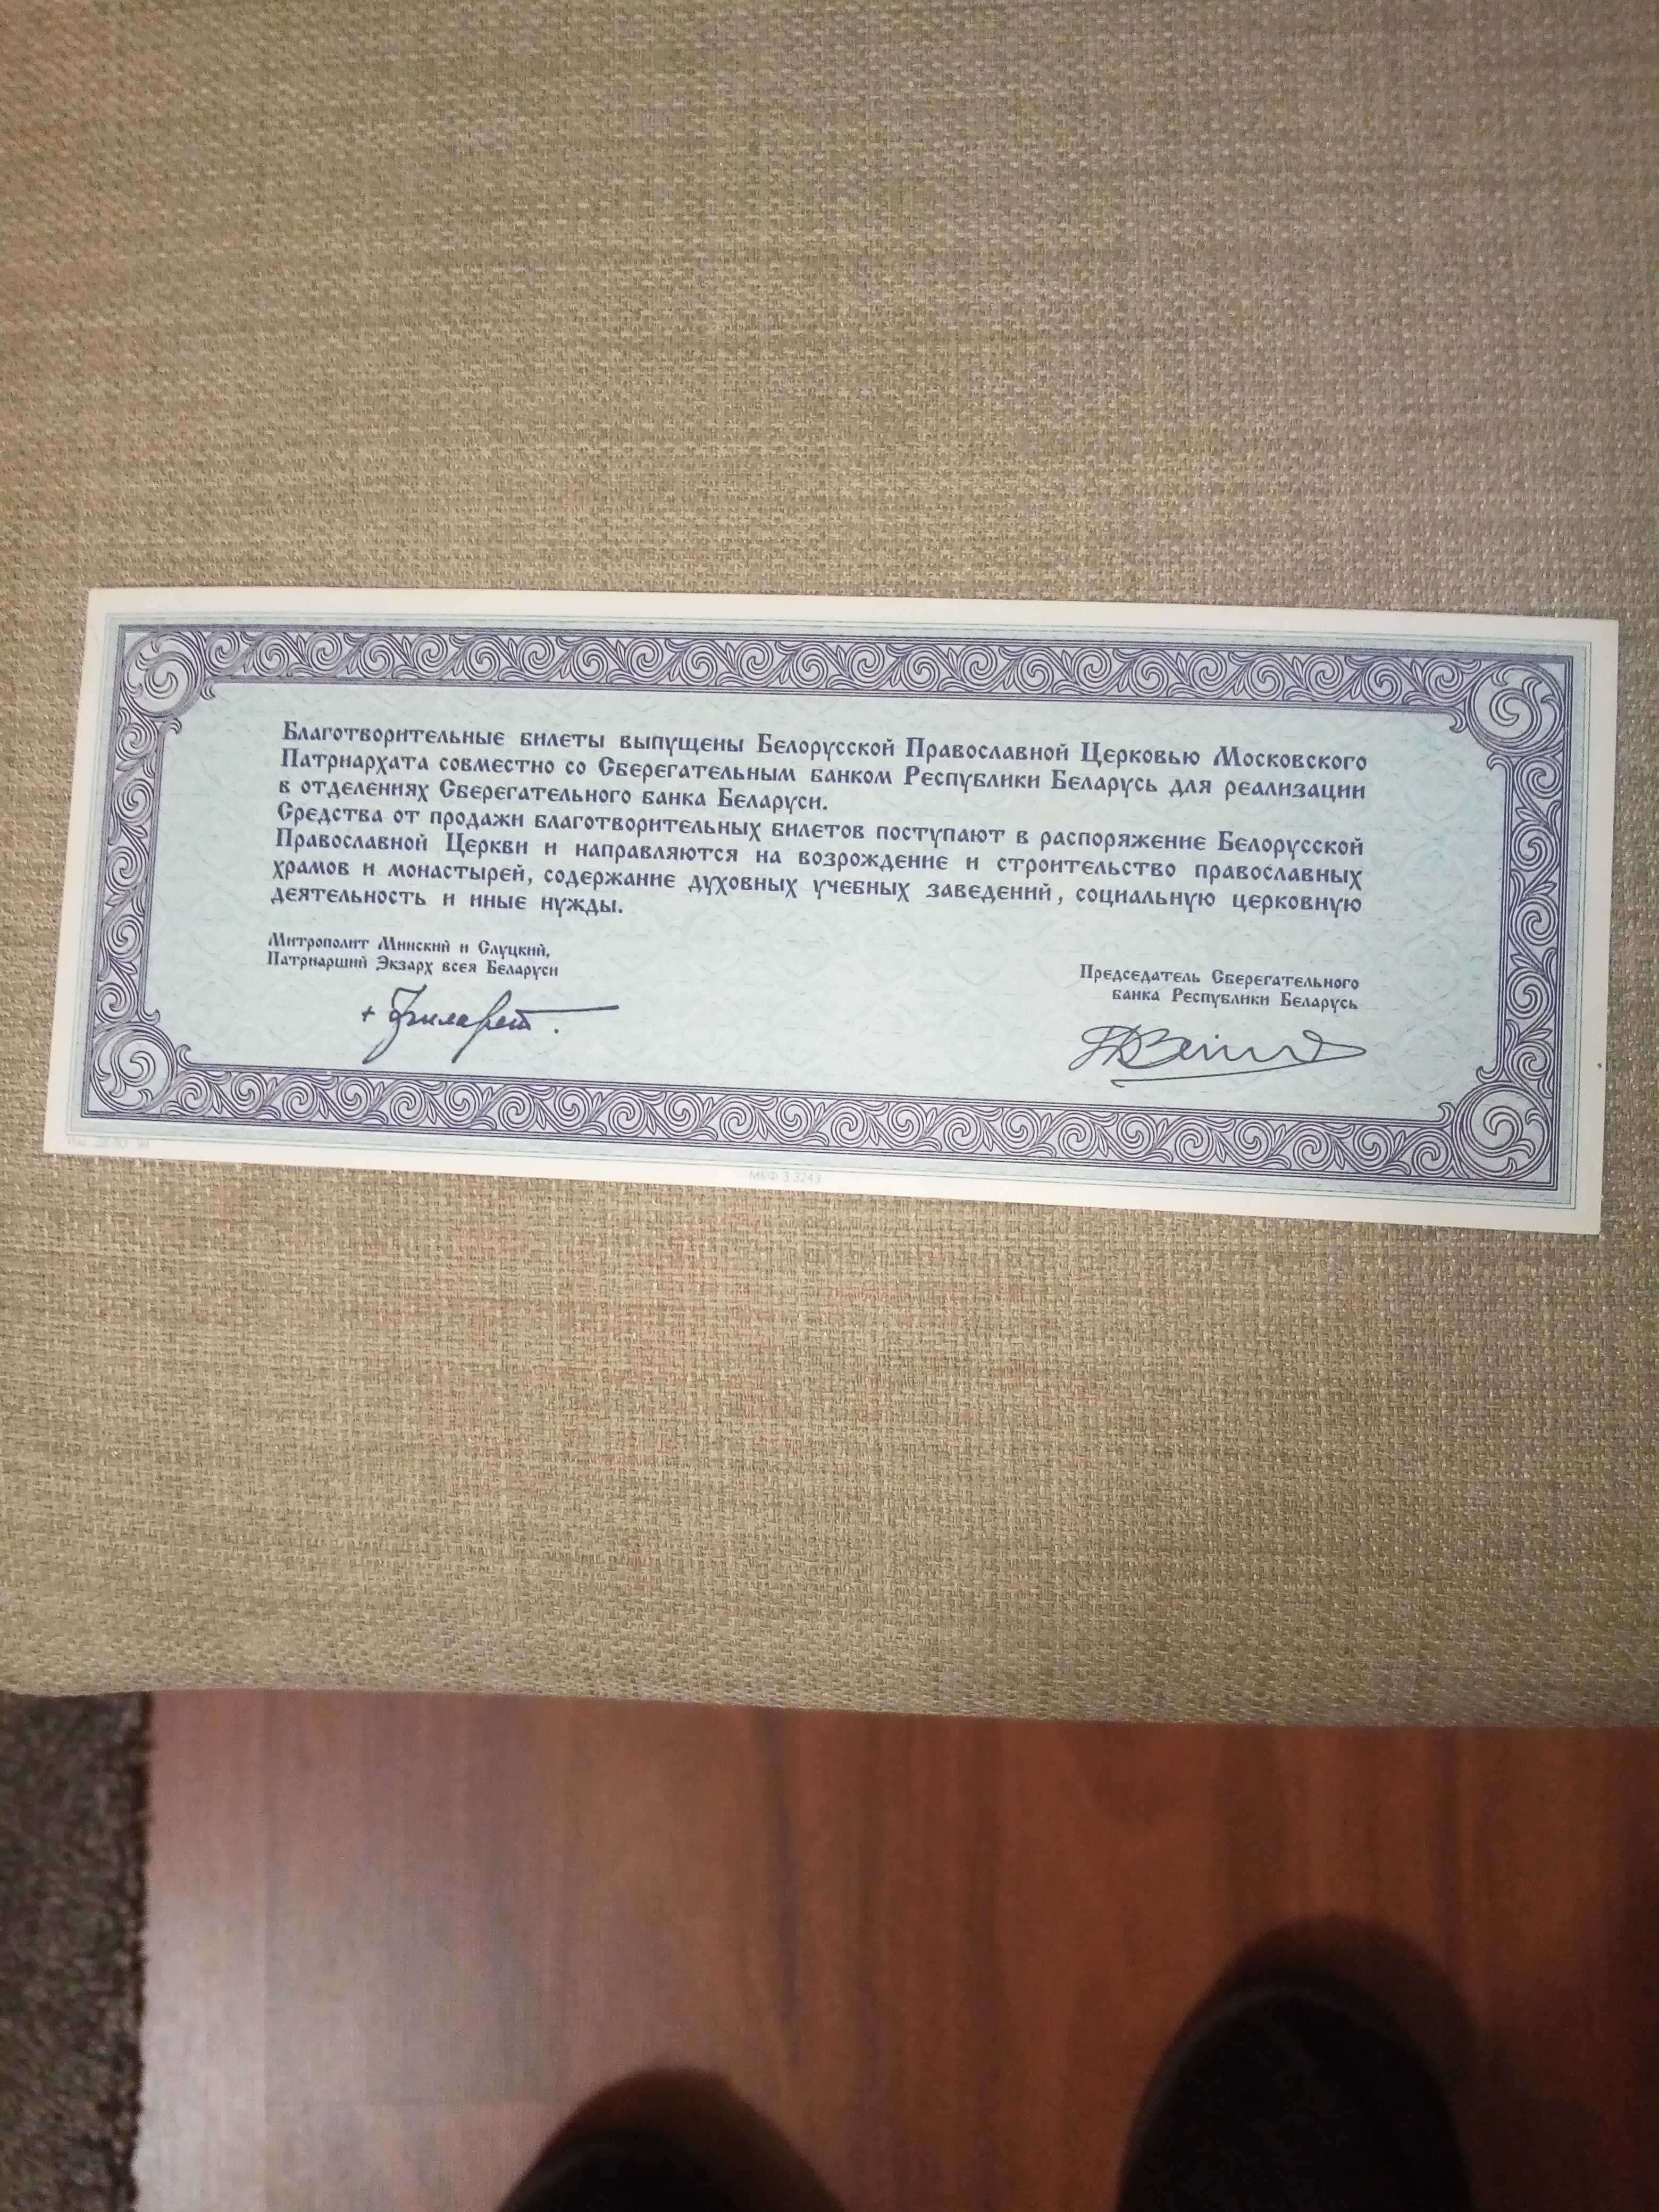 Благотворительные билеты выпущены Белорусской Православной Церковью Московского
Патриархата совместно со Сберегательным банком Республики Беларусь для реализации
в отделениях Сберегательного банка Беларуси.
Средства от продажи благотворительных билетов поступают в распоряжение Белорусской
Православной Церкви и направляются на возрождение и строительство православных
храмов и монастырей, содержание духовных учебных заведений, социальную церковную
деятельность и иные нужды.
Митрополит Минский и Слуцкий,
Патриарший Экзарх всея Беларуси
+ Филарет.
Председатель Сберегательного
банка Республики Беларусь
МКФ З.3243